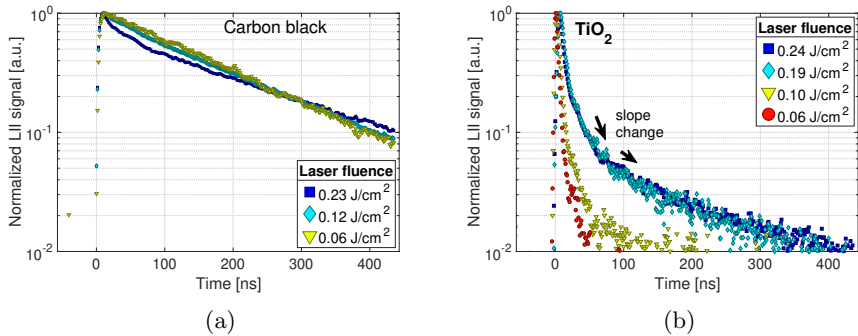 Carbon black
Normalized LII signal [a.u.]
10^0
10^-1
10^-2
Laser fluence
0.23 J/cm^2
0.12 J/cm^2
0.06 J/cm^2
0
100
200
300
400
Time [ns]
(a)
TiO_2
Normalized LII signal [a.u.]
10^0
10^-1
10^-2
Laser fluence
0.24 J/cm^2
0.19 J/cm^2
0.10 J/cm^2
0.06 J/cm^2
slope
change
0
100
200
300
400
Time [ns]
(b)